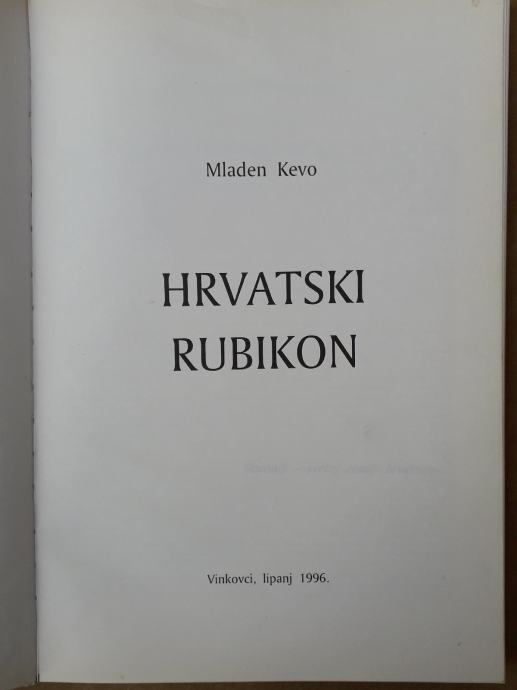 Mladen Kevo
HRVATSKI
RUBIKON
Vinkovci, lipanj 1996.